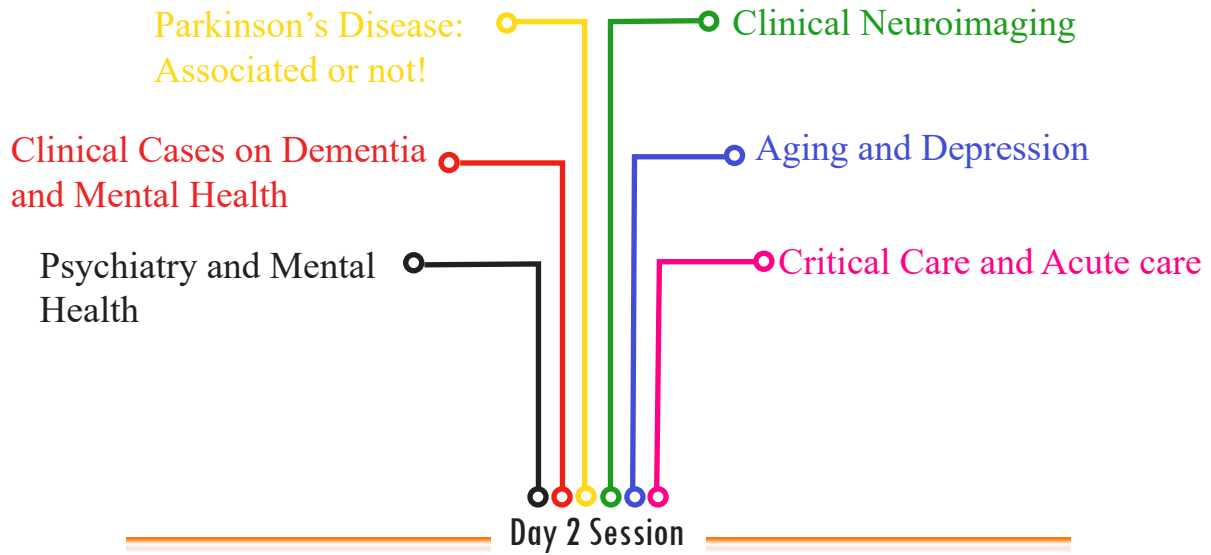 Parkinson’s Disease:
Associated or not!
Clinical Neuroimaging
Clinical Cases on Dementia
and Mental Health
Aging and Depression
Psychiatry and Mental
Health
Critical Care and Acute care
Day 2 Session